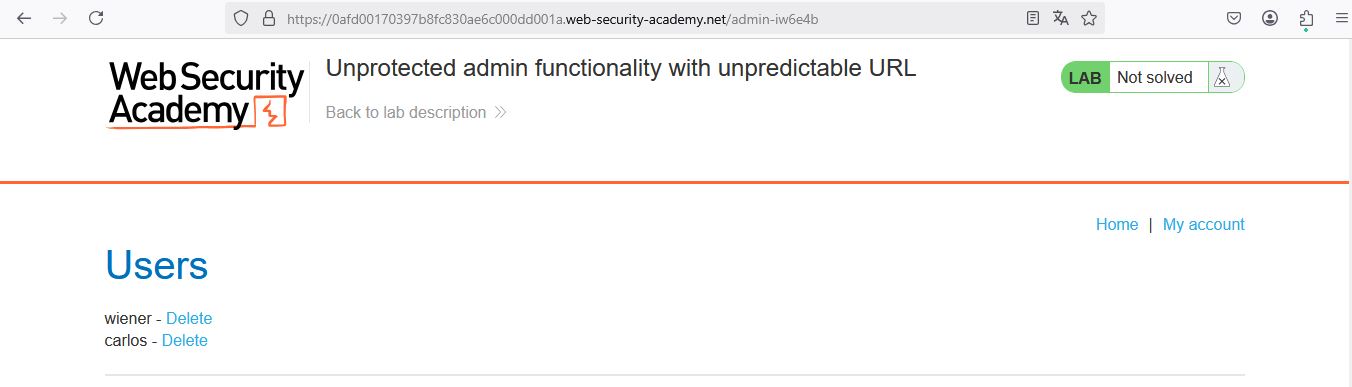 https://0afd00170397b8fc830ae6c000dd001a.web-security-academy.net/admin-iw6e4b
Web Security
Academy
Unprotected admin functionality with unpredictable URL
Back to lab description
LAB Not solved
Home | My account
Users
wiener - Delete
carlos - Delete